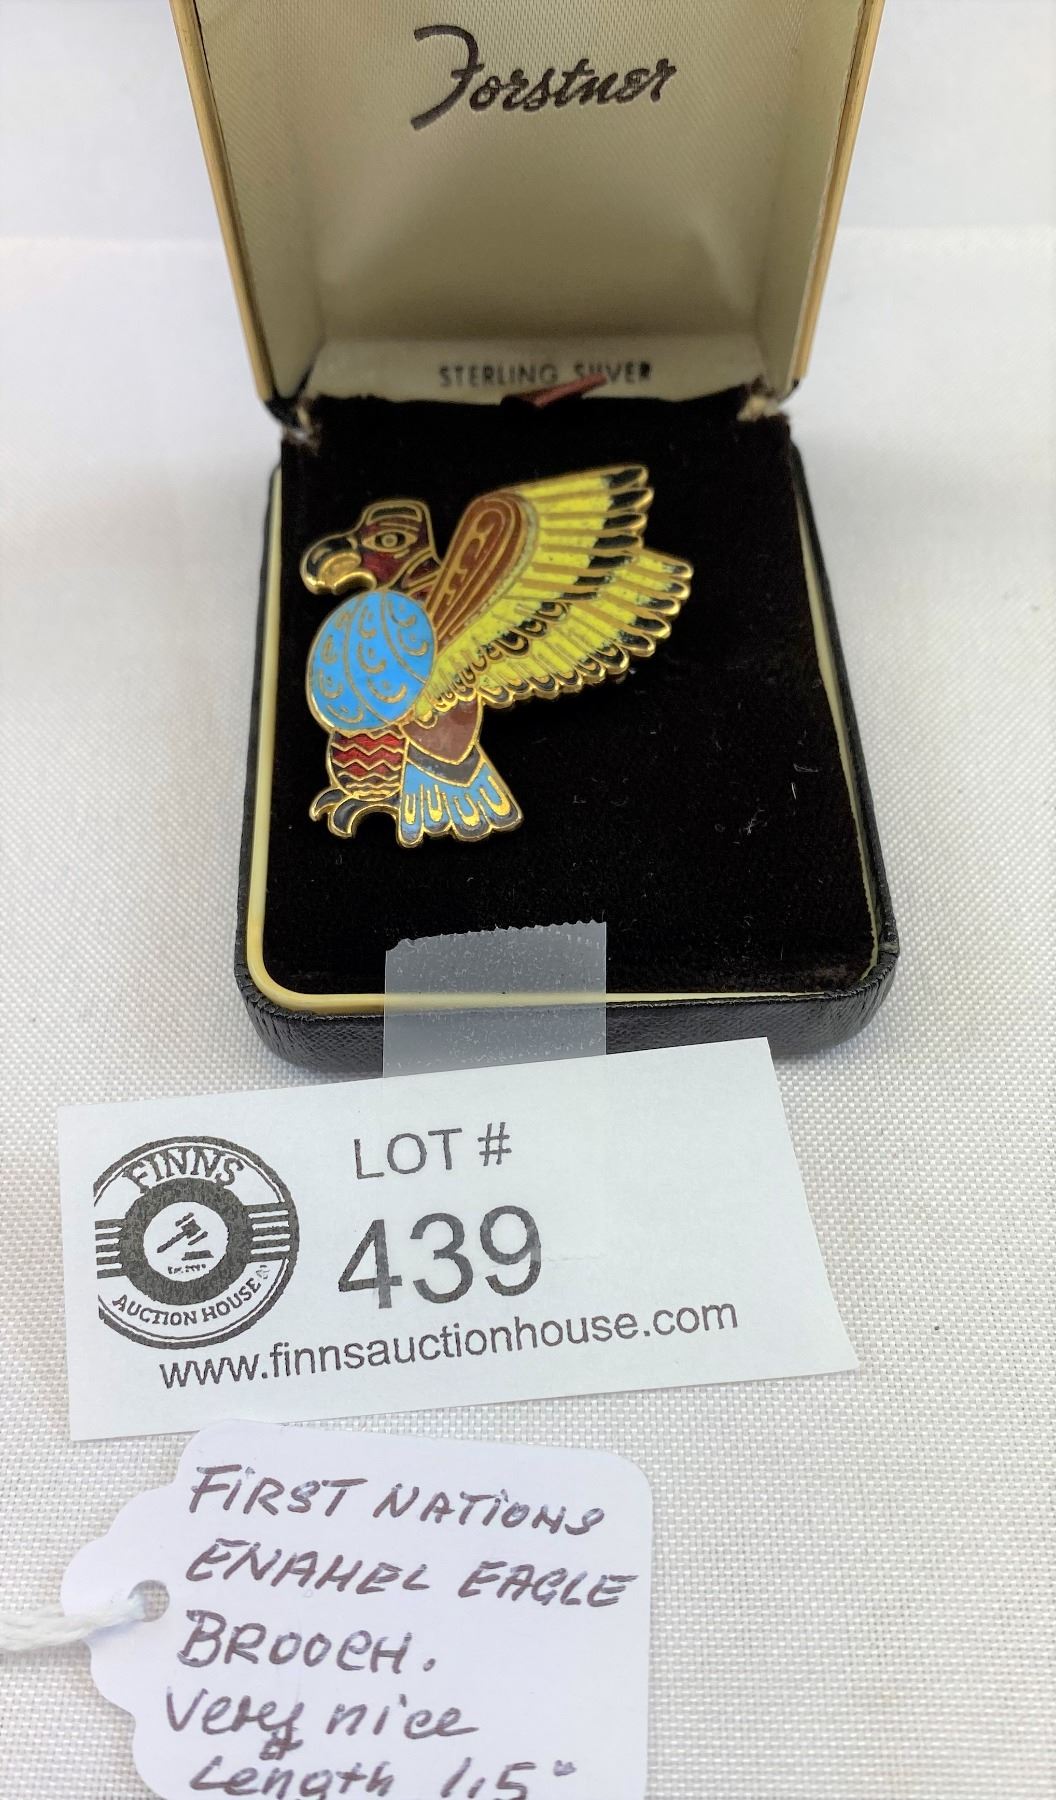 Forstner
STERLING SILVER
FINNS
AUCTION HOUSE
LOT #
439
www.finnsauctionhouse.com
FiRST NATiONS
ENAHEL EAGLE
BROOCH.
Very nice
Length 1.5"